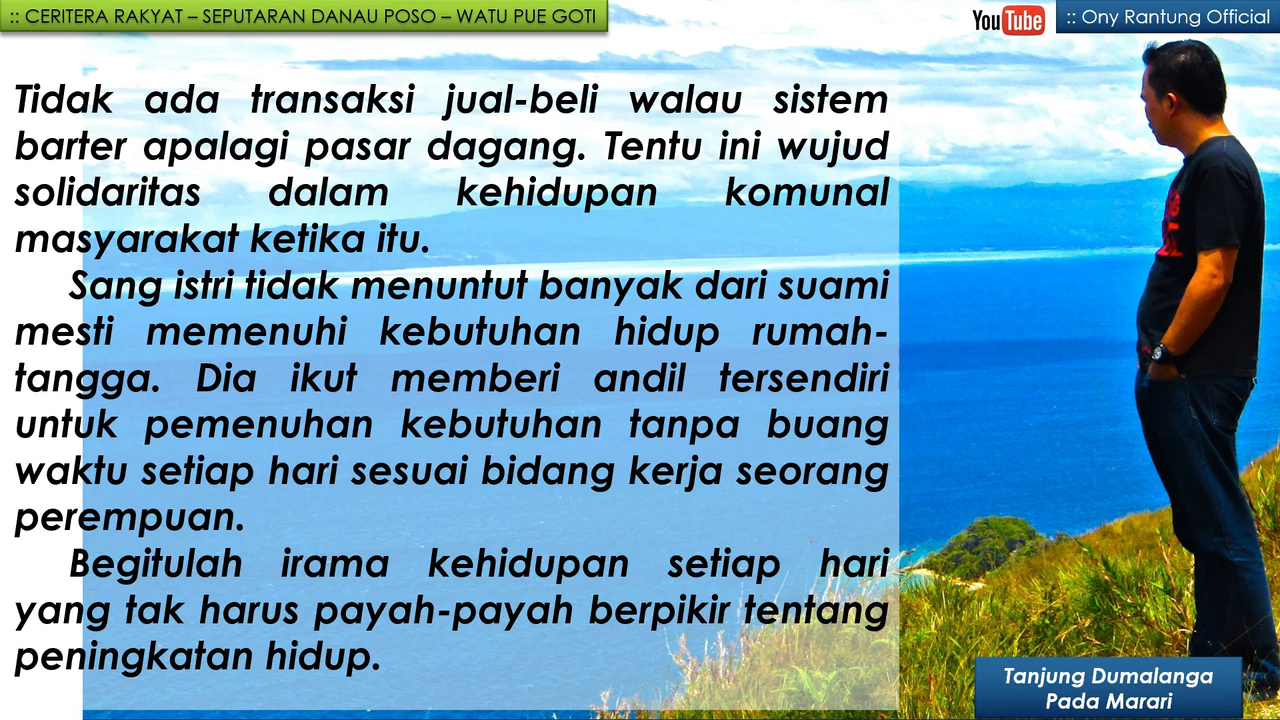 :: CERITERA RAKYAT – SEPUTARAN DANAU POSO – WATU PUE GOTI
YouTube :: Ony Rantung Official
Tidak ada transaksi jual-beli walau sistem
barter apalagi pasar dagang. Tentu ini wujud
solidaritas dalam kehidupan komunal
masyarakat ketika itu.
Sang istri tidak menuntut banyak dari suami
mesti memenuhi kebutuhan hidup rumah-
tangga. Dia ikut memberi andil tersendiri
untuk pemenuhan kebutuhan tanpa buang
waktu setiap hari sesuai bidang kerja seorang
perempuan.
Begitulah irama kehidupan setiap hari
yang tak harus payah-payah berpikir tentang
peningkatan hidup.
Tanjung Dumalanga
Pada Marari